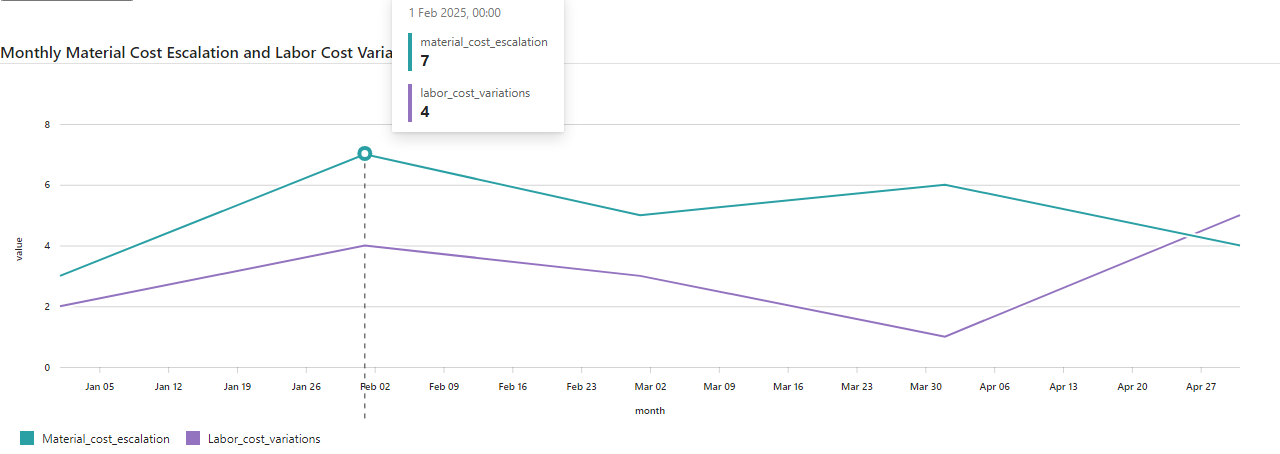 1 Feb 2025, 00:00
material_cost_escalation
7
labor_cost_variations
4
Monthly Material Cost Escalation and Labor Cost Varia
8
6
4
2
0
value
Jan 05 Jan 12 Jan 19 Jan 26 Feb 02 Feb 09 Feb 16 Feb 23 Mar 02 Mar 09 Mar 16 Mar 23 Mar 30 Apr 06 Apr 13 Apr 20 Apr 27
month
Material_cost_escalation Labor_cost_variations